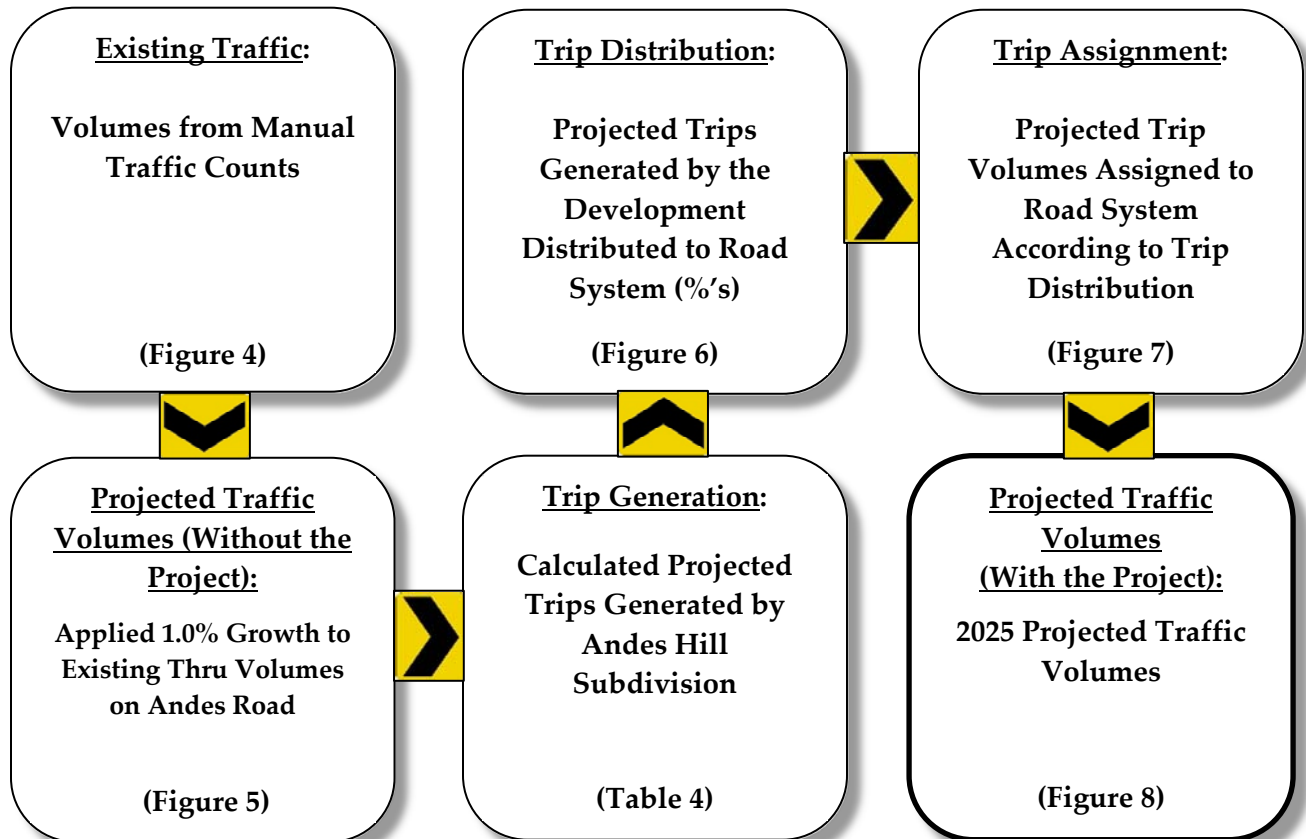 Existing Traffic:
Volumes from Manual
Traffic Counts
(Figure 4)
Projected Traffic
Volumes (Without the
Project):
Applied 1.0% Growth to
Existing Thru Volumes
on Andes Road
(Figure 5)
Trip Generation:
Calculated Projected
Trips Generated by
Andes Hill
Subdivision
(Table 4)
Trip Distribution:
Projected Trips
Generated by the
Development
Distributed to Road
System (%’s)
(Figure 6)
Trip Assignment:
Projected Trip
Volumes Assigned to
Road System
According to Trip
Distribution
(Figure 7)
Projected Traffic
Volumes
(With the Project):
2025 Projected Traffic
Volumes
(Figure 8)